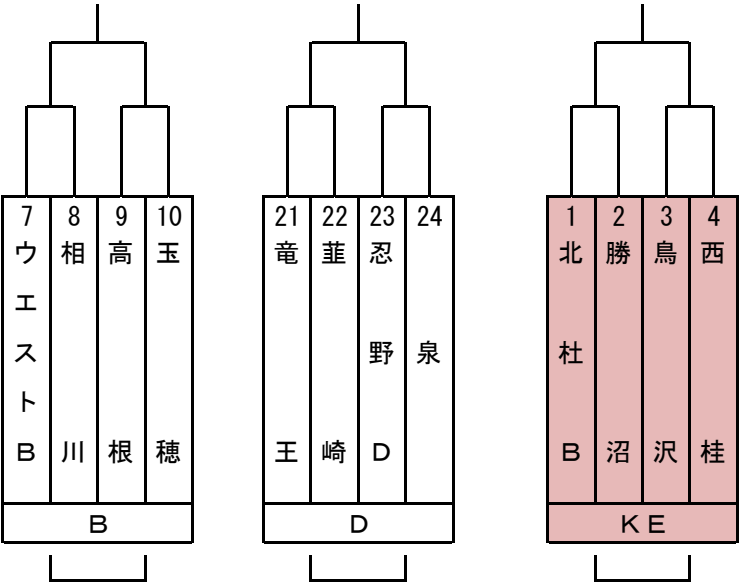 7 8 9 10
ウエストB 相川 高根 玉穂
B
21 22 23 24
竜王 韮崎 忍野D 泉
D
1 2 3 4
北杜B 勝沼 鳥沢 西桂
KE